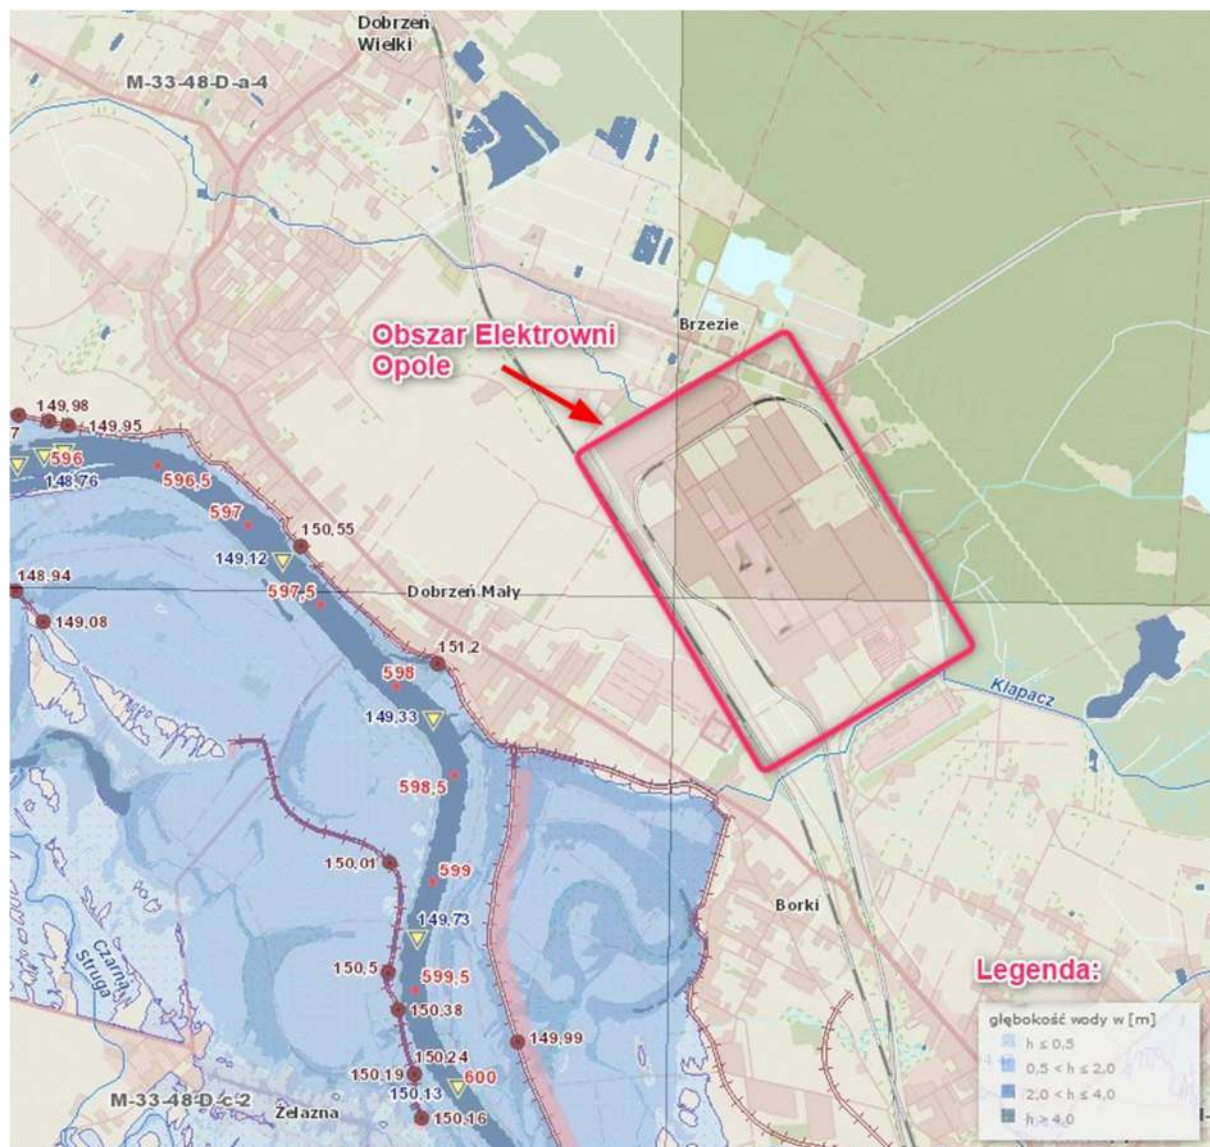 Dobrzeń
Wielki
M-33-48-D-a-4
Brzezie
Obszar Elektrowni
Opole
149,98
7
149,95
596
148,76
596,5
597
150,55
149,12
148,94
597,5
Dobrzeń Mały
149,08
151,2
598
Kłapacz
149,33
598,5
150,01
599
Borki
149,73
Czarna
Struga
150,5
599,5
Legenda:
150,38
głębokość wody w [m]
149,99
h ≤ 0,5
150,24
0,5 < h ≤ 2,0
150,19
600
150,13
2,0 < h ≤ 4,0
M-33-48-D-c-2
Żelazna
150,16
h > 4,0